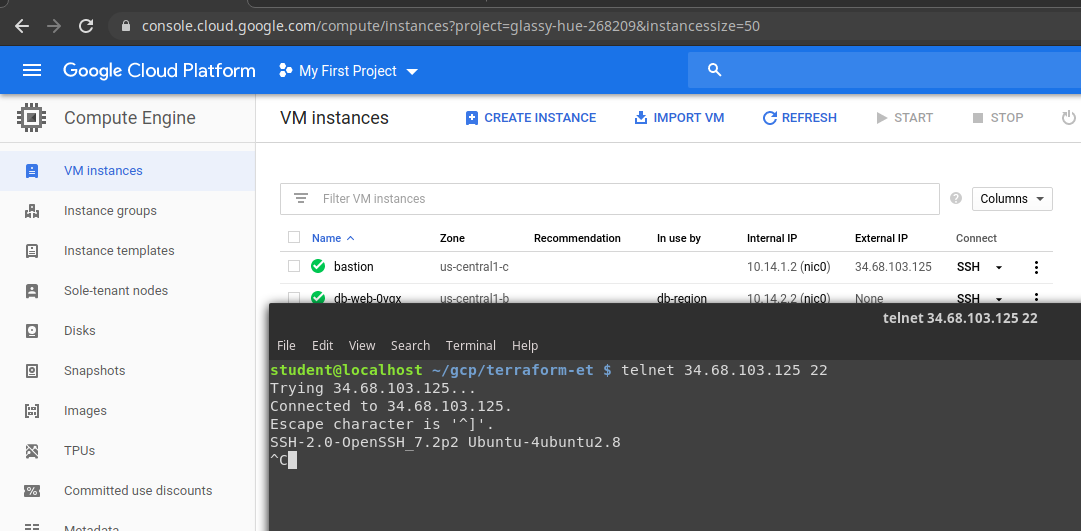 console.cloud.google.com/compute/instances?project=glassy-hue-268209&instancessize=50
Google Cloud Platform My First Project
Compute Engine
VM instances
Instance groups
Instance templates
Sole-tenant nodes
Disks
Snapshots
Images
TPUs
Committed use discounts
Metadata
VM instances CREATE INSTANCE IMPORT VM REFRESH START STOP
Filter VM instances Columns
Name Zone Recommendation In use by Internal IP External IP Connect
bastion us-central1-c 10.14.1.2 (nic0) 34.68.103.125 SSH
db-web-0vqx us-central1-b db-region 10.14.2.2 (nic0) None SSH
telnet 34.68.103.125 22
File Edit View Search Terminal Help
student@localhost ~/gcp/terraform-et $ telnet 34.68.103.125 22
Trying 34.68.103.125...
Connected to 34.68.103.125.
Escape character is '^]'.
SSH-2.0-OpenSSH_7.2p2 Ubuntu-4ubuntu2.8
^C